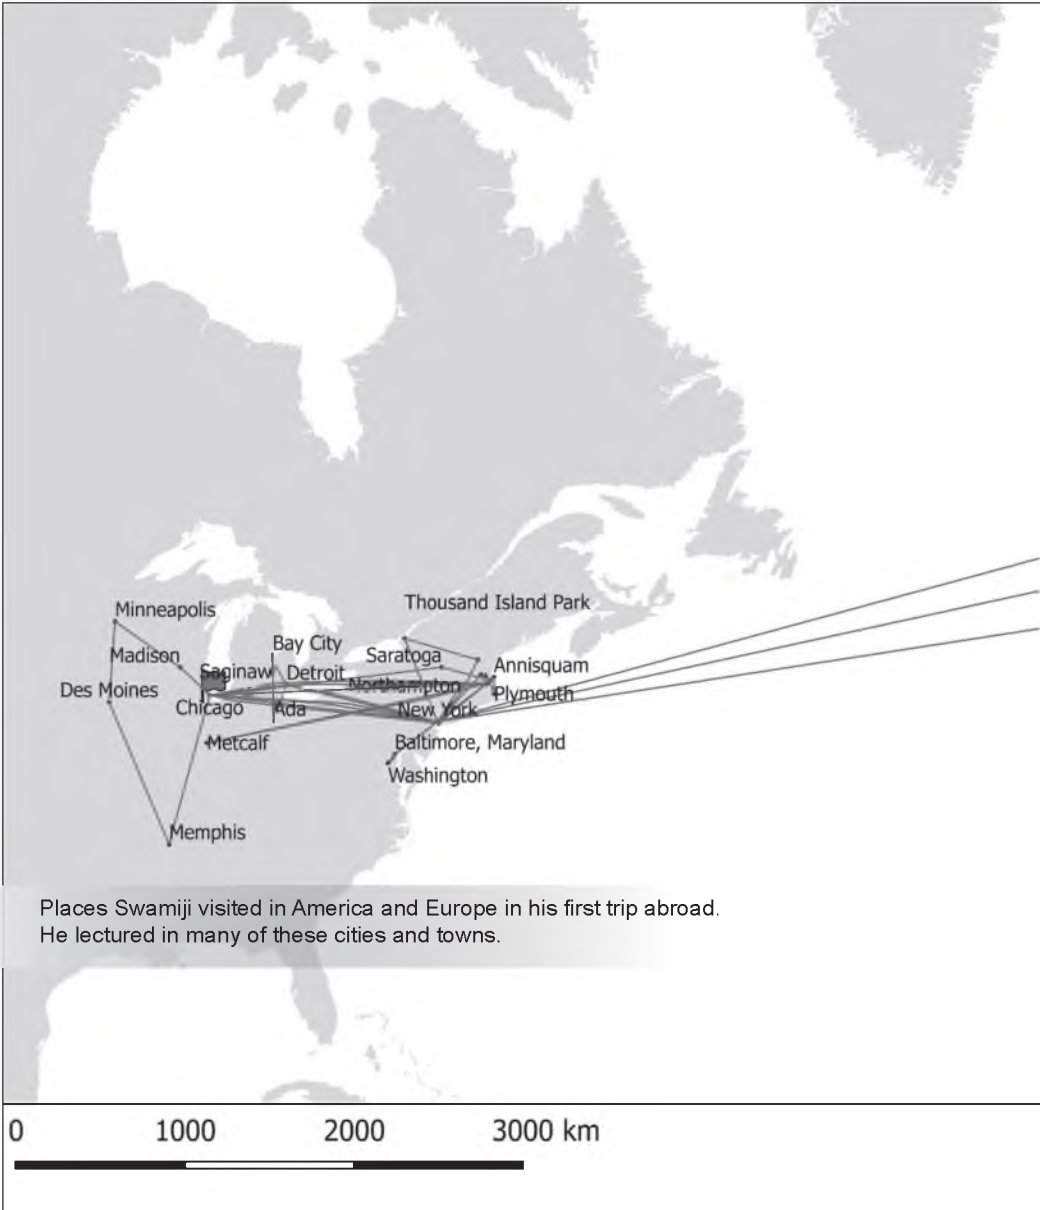 Thousand Island Park
Minneapolis
Bay City
Madison
Saratoga
Saginaw
Detroit
Annisquam
Northampton
Des Moines
Plymouth
Chicago
Ada
New York
Metcalf
Baltimore, Maryland
Washington
Memphis
Places Swamiji visited in America and Europe in his first trip abroad.
He lectured in many of these cities and towns.
0 1000 2000 3000 km